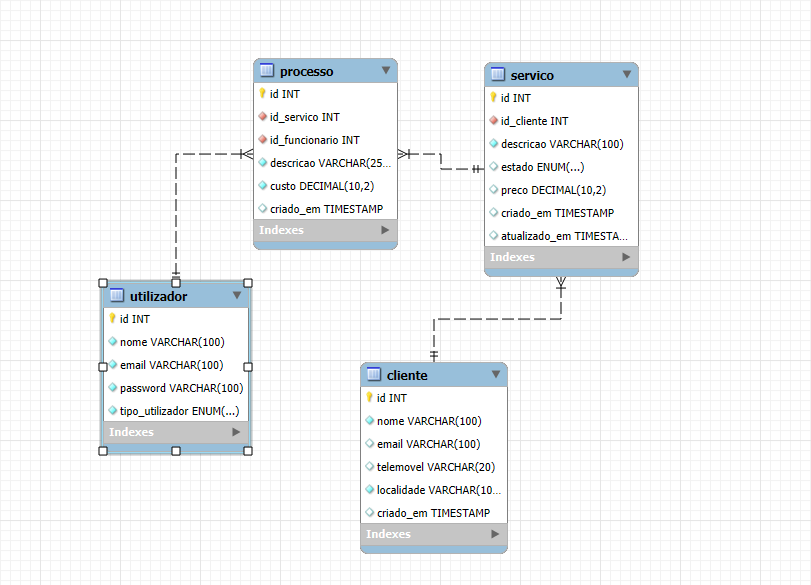 processo
id INT
id_servico INT
id_funcionario INT
descricao VARCHAR(25...
custo DECIMAL(10,2)
criado_em TIMESTAMP
Indexes
servico
id INT
id_cliente INT
descricao VARCHAR(100)
estado ENUM(...)
preco DECIMAL(10,2)
criado_em TIMESTAMP
atualizado_em TIMESTA...
Indexes
utilizador
id INT
nome VARCHAR(100)
email VARCHAR(100)
password VARCHAR(100)
tipo_utilizador ENUM(...)
Indexes
cliente
id INT
nome VARCHAR(100)
email VARCHAR(100)
telemovel VARCHAR(20)
localidade VARCHAR(10...
criado_em TIMESTAMP
Indexes